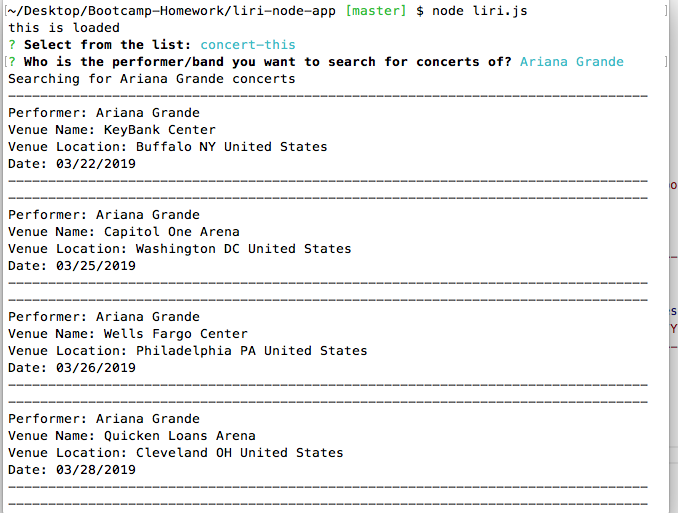 [~/Desktop/Bootcamp-Homework/liri-node-app [master] $ node liri.js ]
this is loaded
? Select from the list: concert-this
[? Who is the performer/band you want to search for concerts of? Ariana Grande ]
Searching for Ariana Grande concerts
--------------------------------------------------------------------------------
Performer: Ariana Grande
Venue Name: KeyBank Center
Venue Location: Buffalo NY United States
Date: 03/22/2019
--------------------------------------------------------------------------------
--------------------------------------------------------------------------------
Performer: Ariana Grande
Venue Name: Capitol One Arena
Venue Location: Washington DC United States
Date: 03/25/2019
--------------------------------------------------------------------------------
--------------------------------------------------------------------------------
Performer: Ariana Grande
Venue Name: Wells Fargo Center
Venue Location: Philadelphia PA United States
Date: 03/26/2019
--------------------------------------------------------------------------------
--------------------------------------------------------------------------------
Performer: Ariana Grande
Venue Name: Quicken Loans Arena
Venue Location: Cleveland OH United States
Date: 03/28/2019
--------------------------------------------------------------------------------
--------------------------------------------------------------------------------